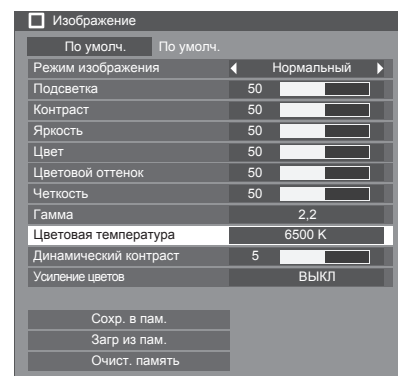 Изображение
По умолч. По умолч.
Режим изображения Нормальный
Подсветка 50
Контраст 50
Яркость 50
Цвет 50
Цветовой оттенок 50
Четкость 50
Гамма 2,2
Цветовая температура 6500 K
Динамический контраст 5
Усиление цветов ВЫКЛ
Сохр. в пам.
Загр из пам.
Очист. память